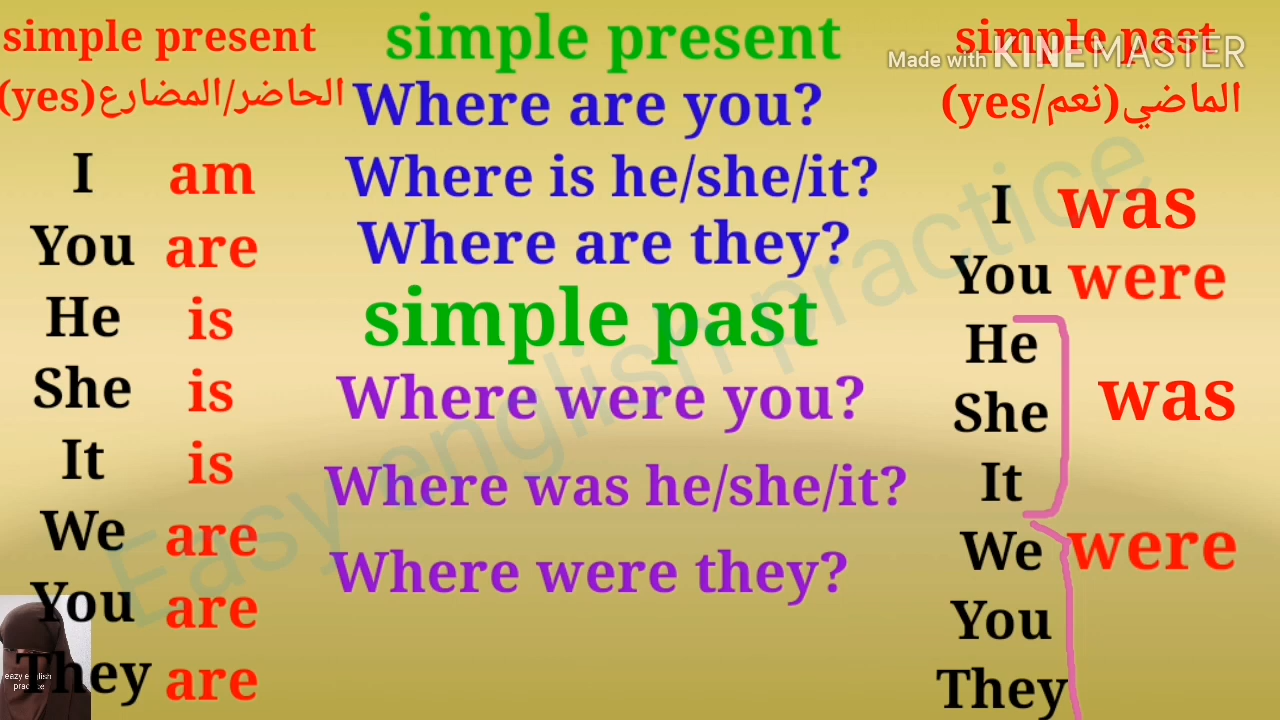 simple present
الحاضر/المضارع(yes)
I am
You are
He is
She is
It is
We are
You are
They are
simple present
Where are you?
Where is he/she/it?
Where are they?
simple past
Where were you?
Where was he/she/it?
Where were they?
simple past
Made with KINEMASTER
الماضي(نعم/yes)
I was
You were
He
She was
It
We were
You
They
Easy english practice
eazy english
practice